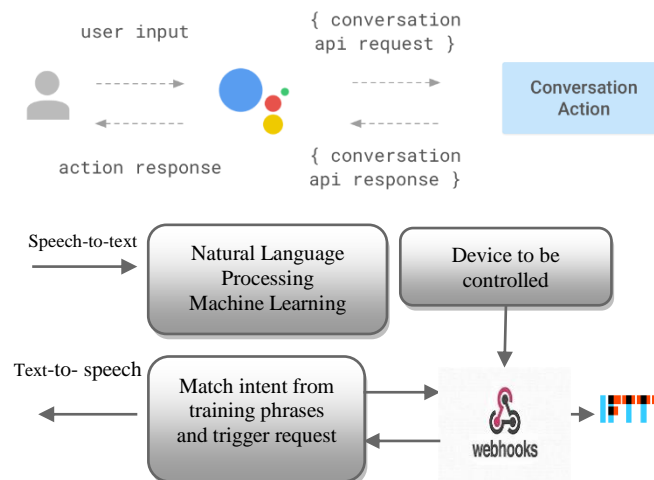 user input
{ conversation
api request }
Conversation
Action
action response
{ conversation
api response }
Speech-to-text
Natural Language
Processing
Machine Learning
Device to be
controlled
Text-to- speech
Match intent from
training phrases
and trigger request
webhooks
IFTT